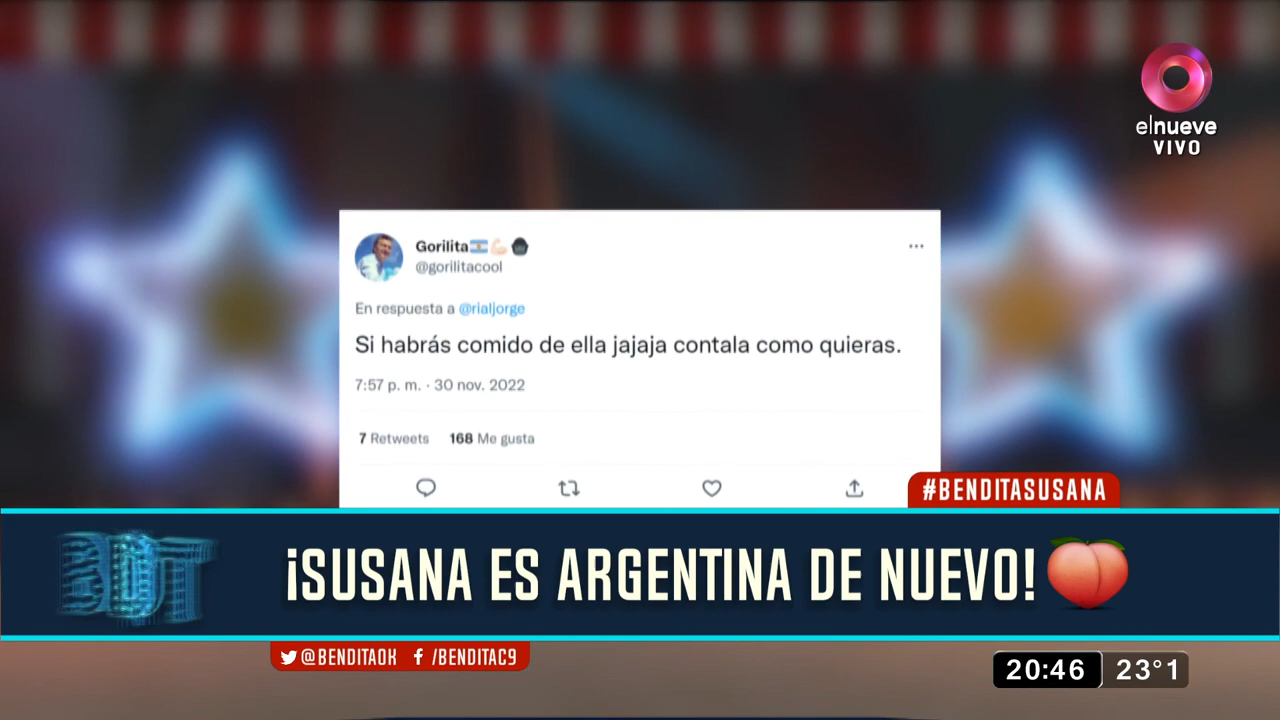 elnueve
VIVO
Gorilita
@gorilitacool
En respuesta a @rialjorge
Si habrás comido de ella jajaja contala como quieras.
7:57 p. m. · 30 nov. 2022
7 Retweets 168 Me gusta
#BENDITASUSANA
BDT
¡SUSANA ES ARGENTINA DE NUEVO!
@BENDITAOK /BENDITAC9
20:46 23°1